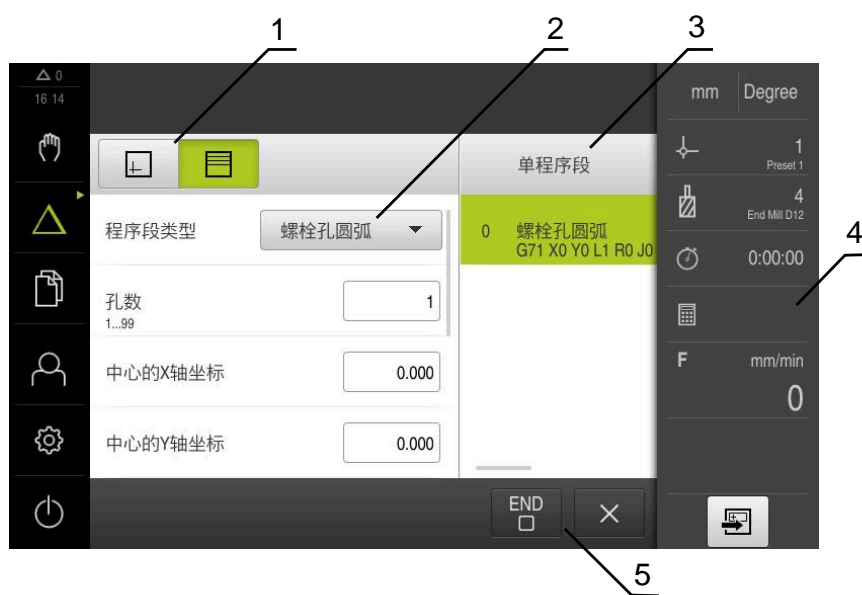 1
2
3
0
16 14
mm Degree
1
Preset 1
单程序段
4
End Mill D12
程序段类型
螺栓孔圆弧
0 螺栓孔圆弧
G71 X0 Y0 L1 R0 J0
4
0:00:00
孔数
1...99
1
中心的X轴坐标
0.000
F mm/min
0
中心的Y轴坐标
0.000
END
5